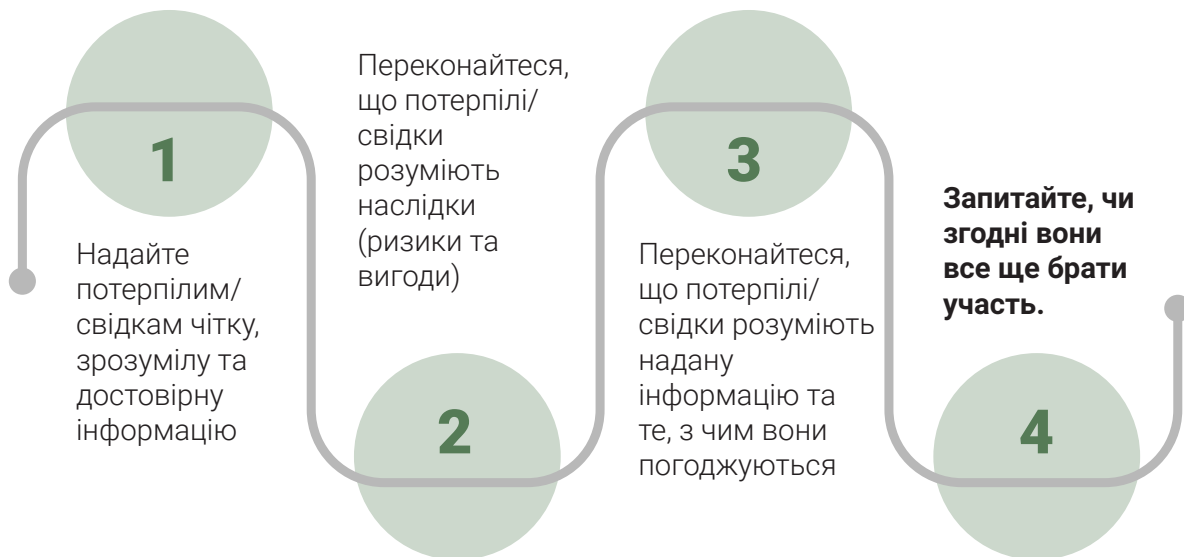 1
Надайте
потерпілим/
свідкам чітку,
зрозумілу та
достовірну
інформацію
Переконайтеся,
що потерпілі/
свідки
розуміють
наслідки
(ризики та
вигоди)
2
3
Переконайтеся,
що потерпілі/
свідки розуміють
надану
інформацію та
те, з чим вони
погоджуються
Запитайте, чи
згодні вони
все ще брати
участь.
4